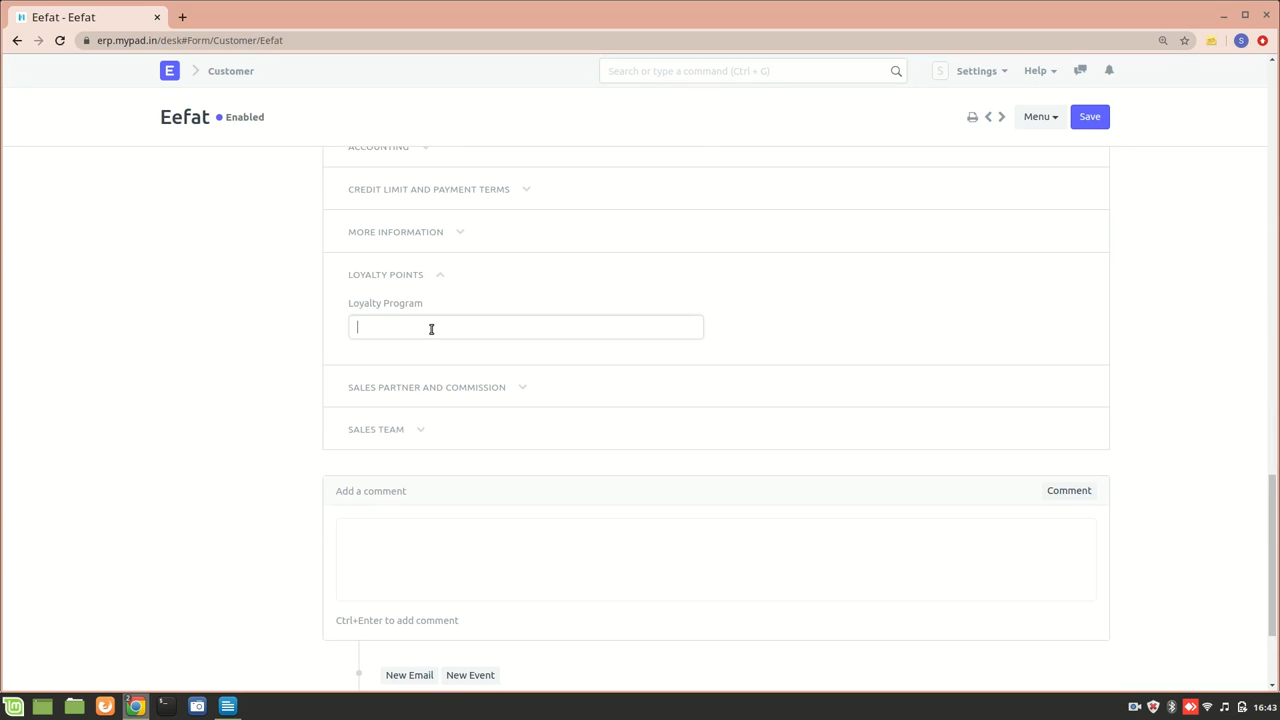 Eefat - Eefat
erp.mypad.in/desk#Form/Customer/Eefat
S
E
Customer
Search or type a command (Ctrl + G)
S
Settings
Help
Eefat
Enabled
Menu
Save
ACCOUNTING
CREDIT LIMIT AND PAYMENT TERMS
MORE INFORMATION
LOYALTY POINTS
Loyalty Program
SALES PARTNER AND COMMISSION
SALES TEAM
Add a comment
Comment
Ctrl+Enter to add comment
New Email
New Event
2
16:43